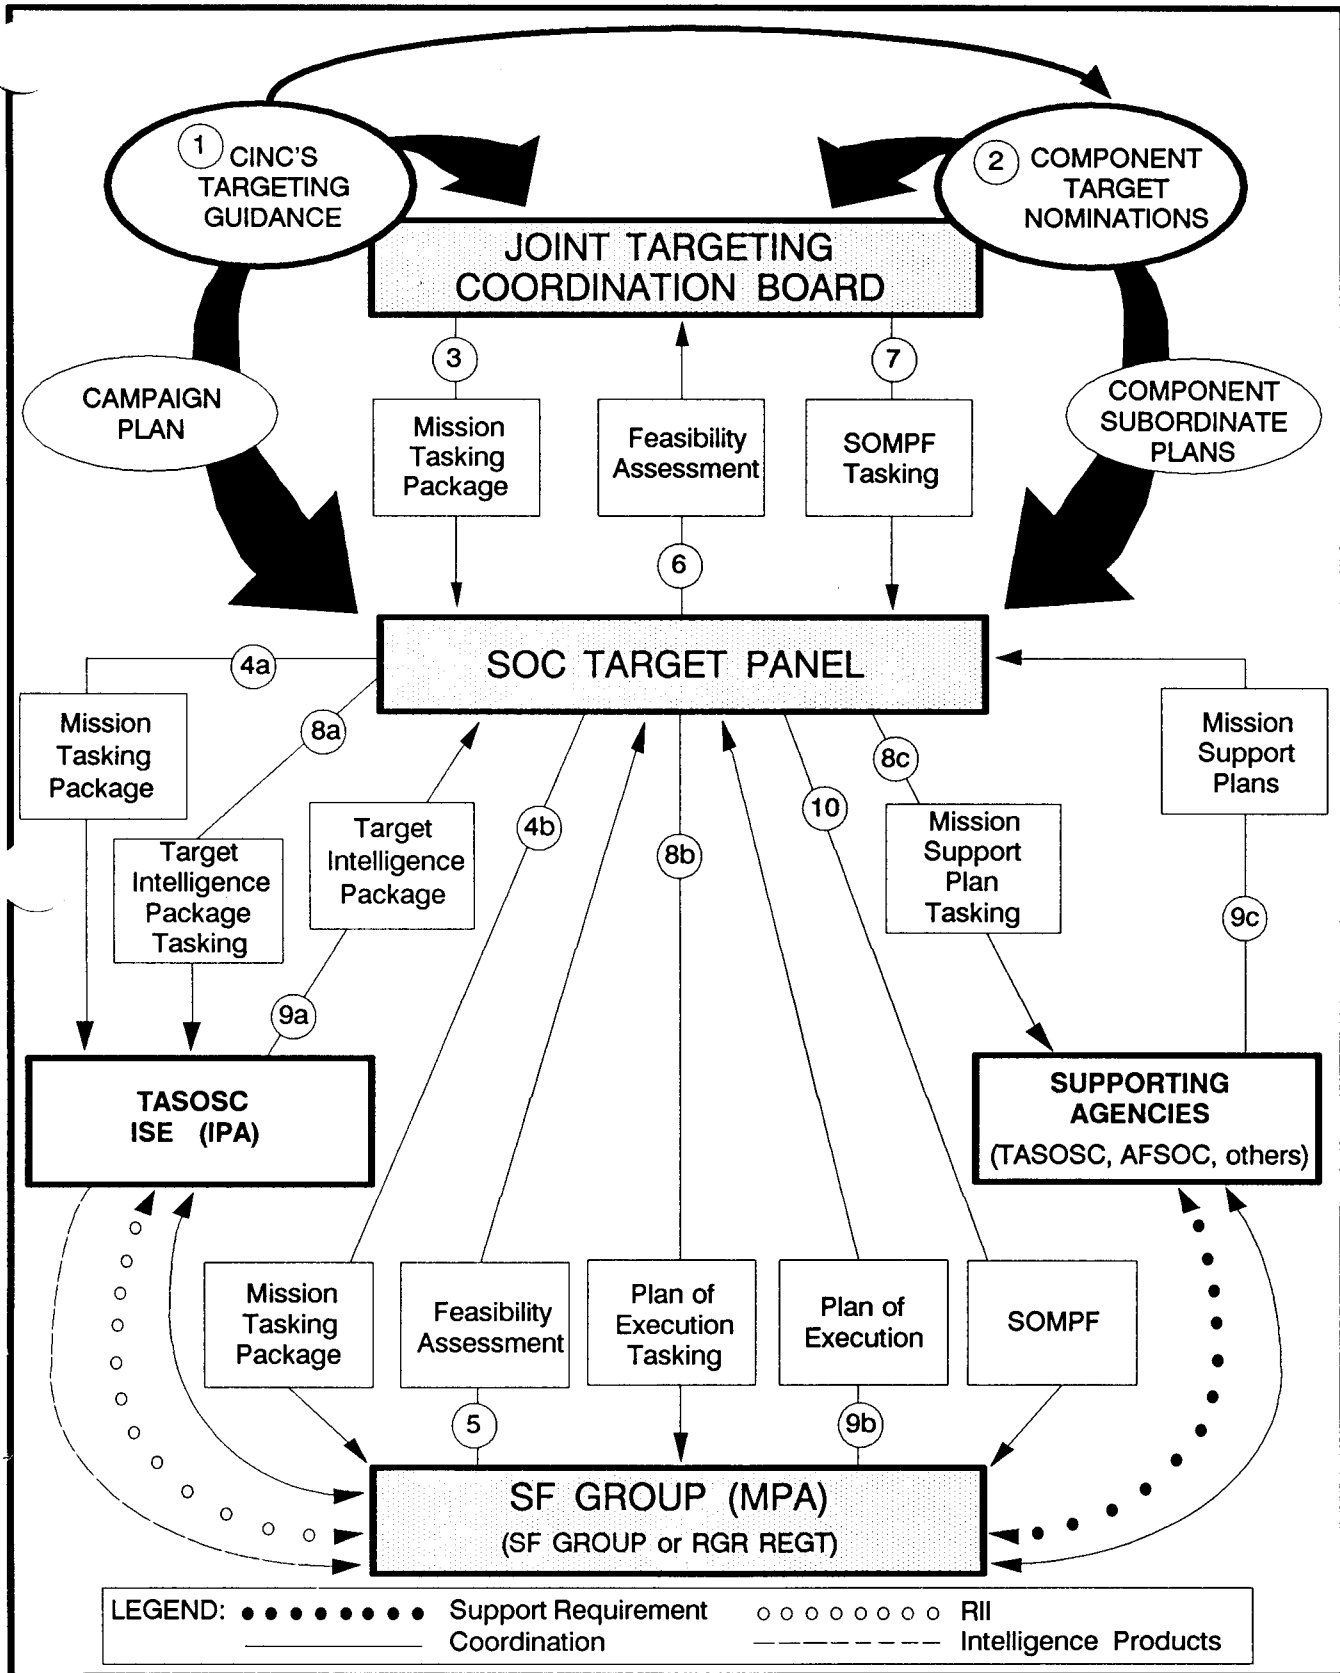 1
CINC'S
TARGETING
GUIDANCE
2
COMPONENT
TARGET
NOMINATIONS
JOINT TARGETING
COORDINATION BOARD
3
7
CAMPAIGN
PLAN
Mission
Tasking
Package
Feasibility
Assessment
SOMPF
Tasking
COMPONENT
SUBORDINATE
PLANS
6
SOC TARGET PANEL
4a
Mission
Tasking
Package
8a
Target
Intelligence
Package
Tasking
Target
Intelligence
Package
9a
4b
8b
10
8c
Mission
Support
Plan
Tasking
Mission
Support
Plans
9c
TASOSC
ISE (IPA)
SUPPORTING
AGENCIES
(TASOSC, AFSOC, others)
Mission
Tasking
Package
Feasibility
Assessment
Plan of
Execution
Tasking
Plan of
Execution
SOMPF
5
9b
SF GROUP (MPA)
(SF GROUP or RGR REGT)
LEGEND:
Support Requirement
RII
Coordination
Intelligence Products